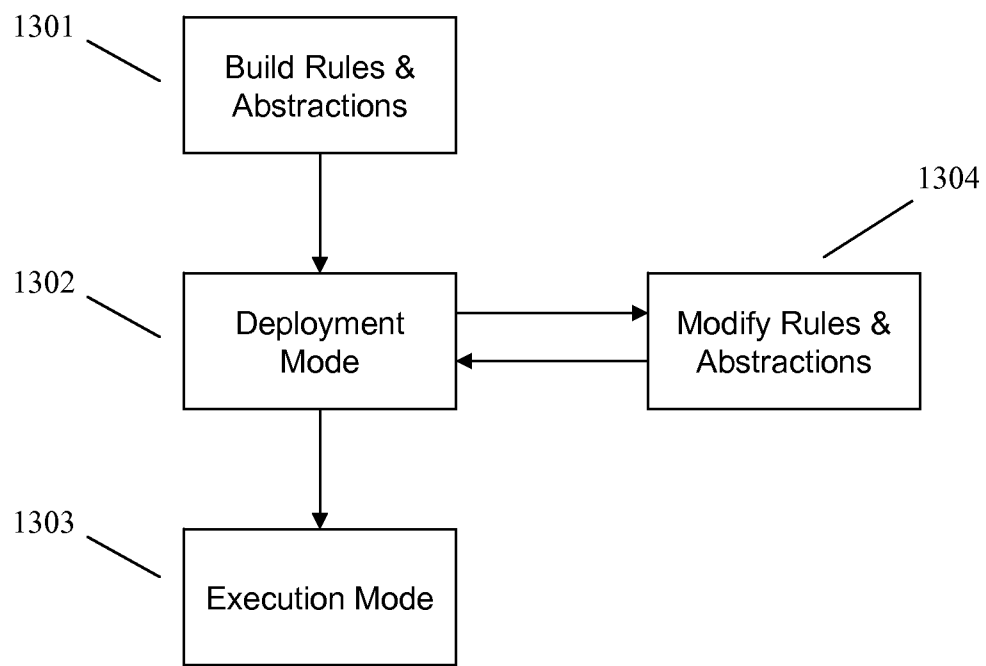 1301
Build Rules &
Abstractions
1304
1302
Deployment
Mode
Modify Rules &
Abstractions
1303
Execution Mode